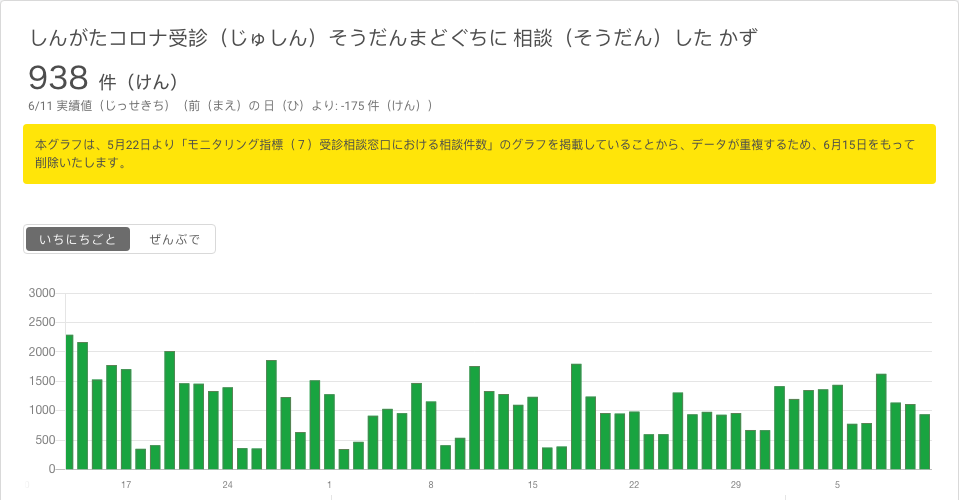 しんがたコロナ受診（じゅしん）そうだんまどぐちに 相談（そうだん）した かず
938 件（けん）
6/11 実績値（じっせきち）（前（まえ）の 日（ひ）より: -175 件（けん））
本グラフは、5月22日より「モニタリング指標（７）受診相談窓口における相談件数」のグラフを掲載していることから、データが重複するため、6月15日をもって
削除いたします。
いちにちごと ぜんぶで
3000
2500
2000
1500
1000
500
0
17 24 1 8 15 22 29 5